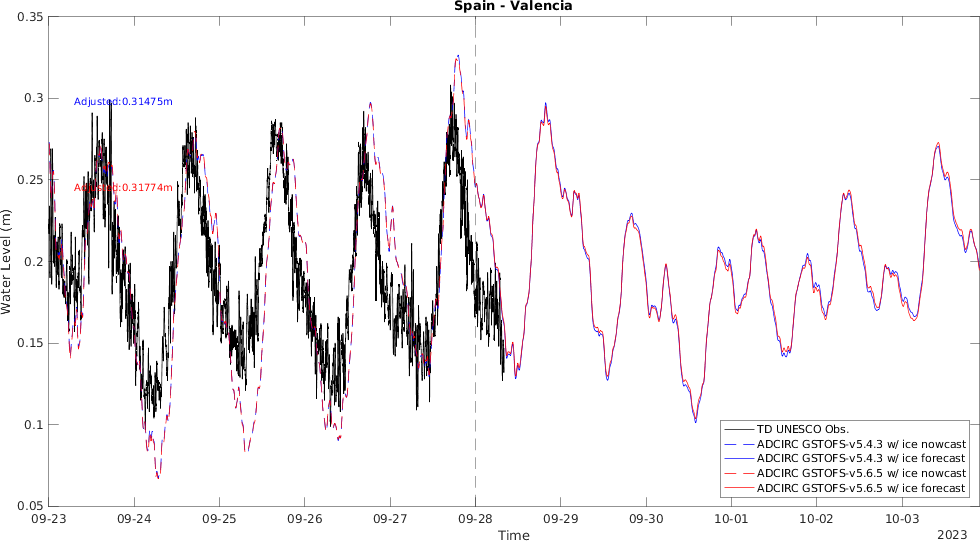 Spain - Valencia
0.35
0.3
0.25
0.2
0.15
0.1
0.05
Water Level (m)
Adjusted:0.31475m
Adjusted:0.31774m
TD UNESCO Obs.
ADCIRC GSTOFS-v5.4.3 w/ ice nowcast
ADCIRC GSTOFS-v5.4.3 w/ ice forecast
ADCIRC GSTOFS-v5.6.5 w/ ice nowcast
ADCIRC GSTOFS-v5.6.5 w/ ice forecast
09-23 09-24 09-25 09-26 09-27 09-28 09-29 09-30 10-01 10-02 10-03
Time
2023